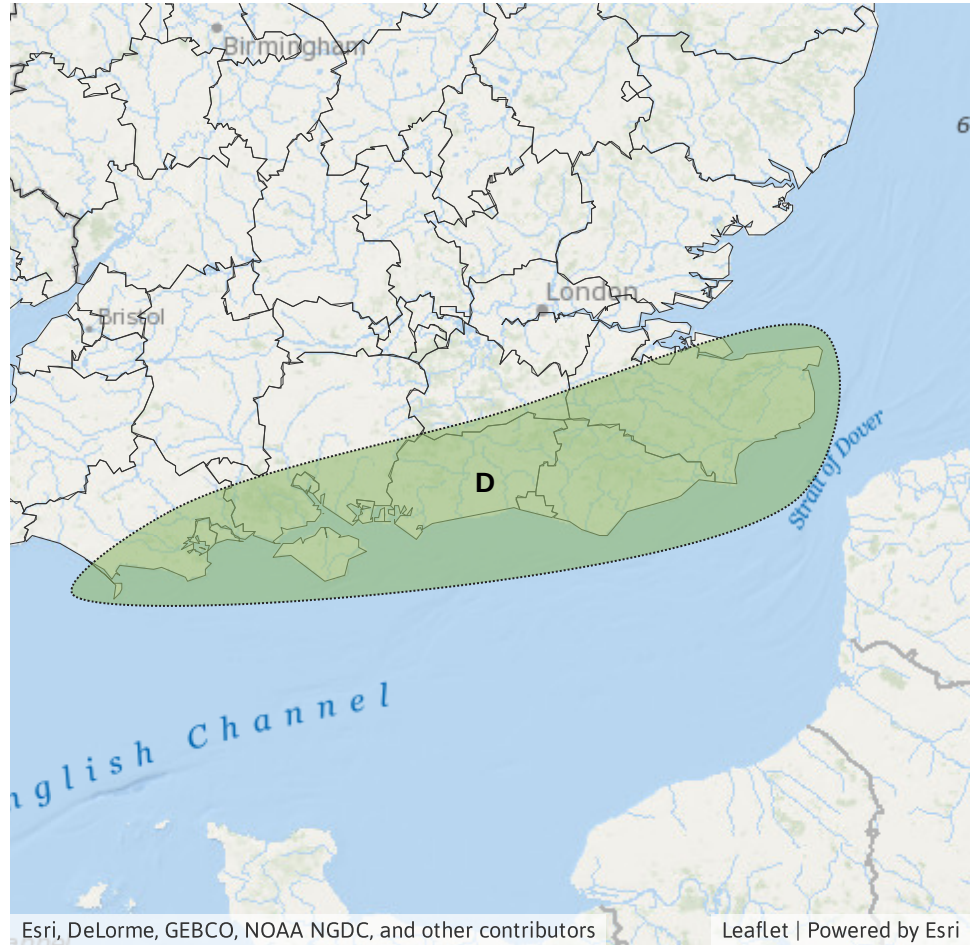 Birmingham
6
London
Bristol
D
Strait of Dover
nglish Channel
Esri, DeLorme, GEBCO, NOAA NGDC, and other contributors
Leaflet | Powered by Esri